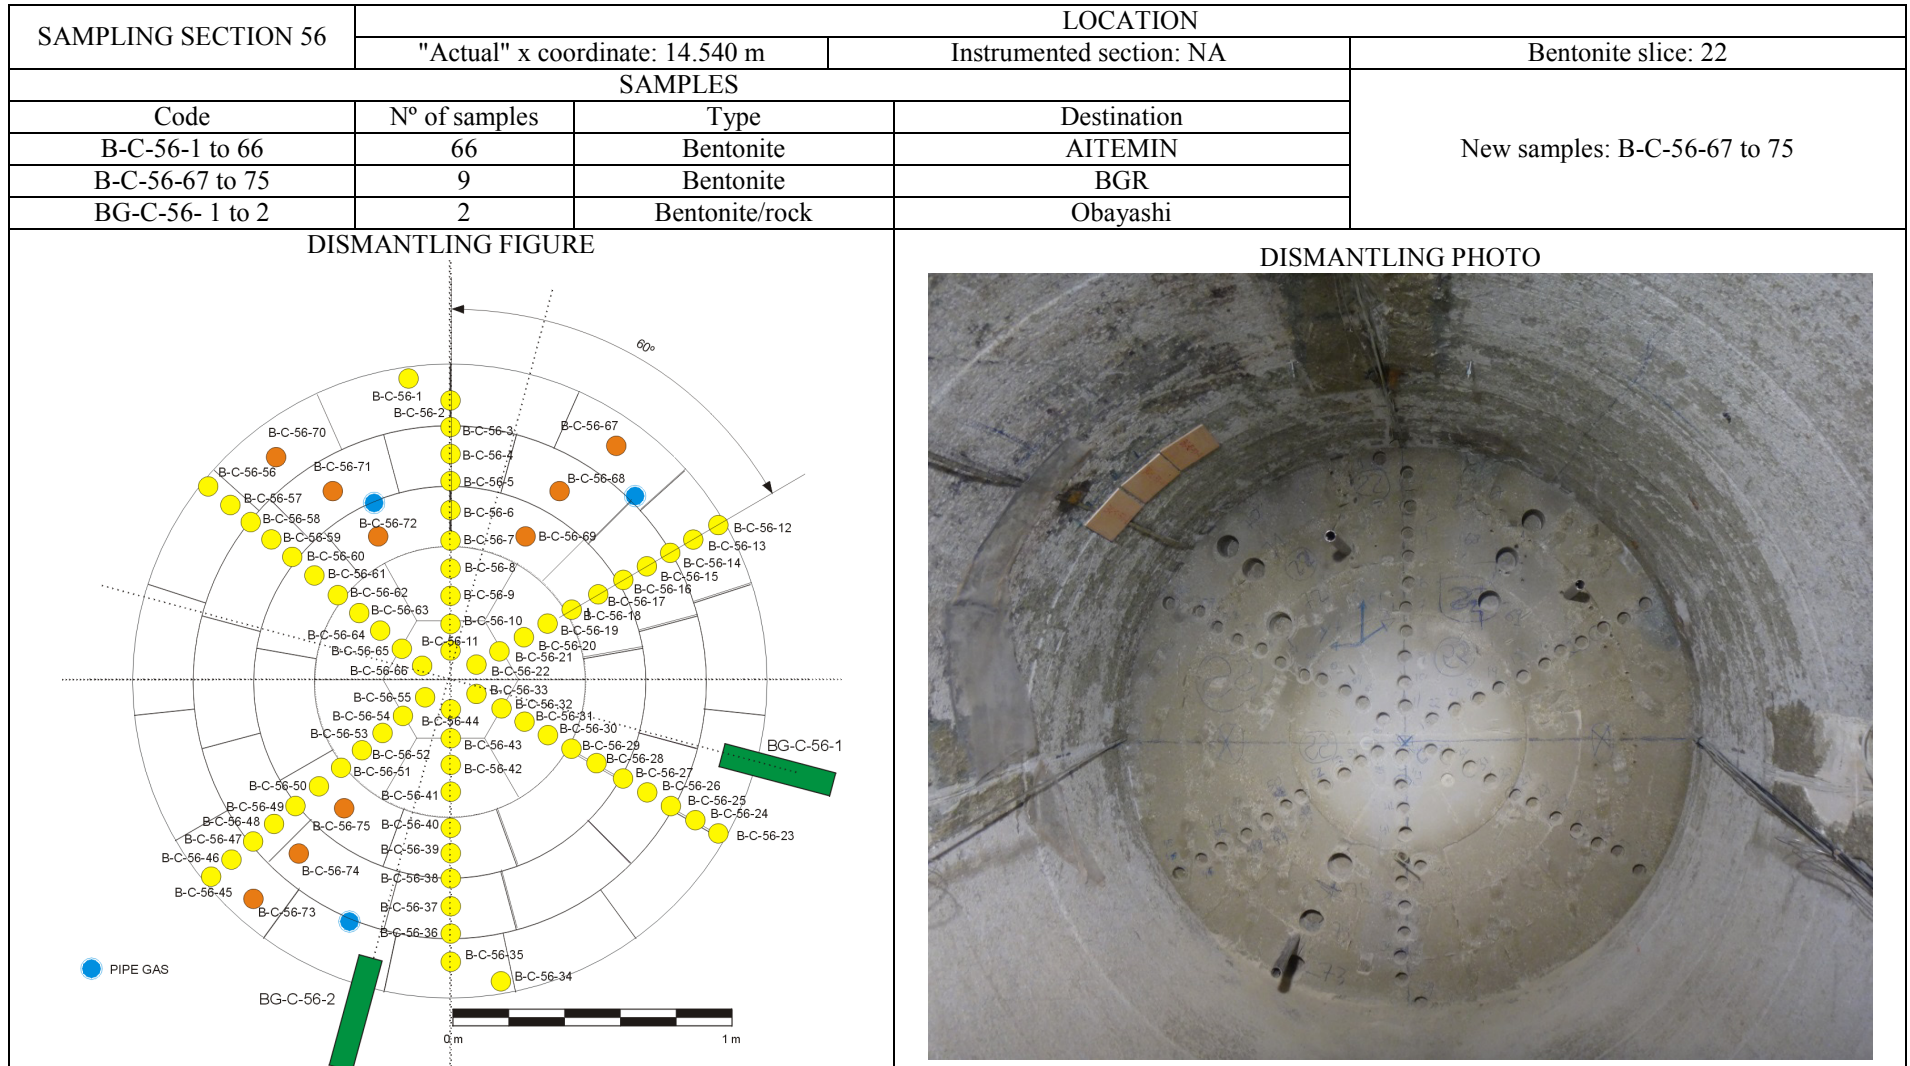 SAMPLING SECTION 56
LOCATION
"Actual" x coordinate: 14.540 m
Instrumented section: NA
Bentonite slice: 22
SAMPLES
Code
Nº of samples
Type
Destination
B-C-56-1 to 66
66
Bentonite
AITEMIN
B-C-56-67 to 75
9
Bentonite
BGR
BG-C-56- 1 to 2
2
Bentonite/rock
Obayashi
New samples: B-C-56-67 to 75
DISMANTLING FIGURE
60º
B-C-56-1
B-C-56-2
B-C-56-3
B-C-56-4
B-C-56-5
B-C-56-6
B-C-56-7
B-C-56-8
B-C-56-9
B-C-56-10
B-C-56-11
B-C-56-67
B-C-56-68
B-C-56-69
B-C-56-70
B-C-56-71
B-C-56-72
B-C-56-56
B-C-56-57
B-C-56-58
B-C-56-59
B-C-56-60
B-C-56-61
B-C-56-62
B-C-56-63
B-C-56-64
B-C-56-65
B-C-56-66
B-C-56-12
B-C-56-13
B-C-56-14
B-C-56-15
B-C-56-16
B-C-56-17
B-C-56-18
B-C-56-19
B-C-56-20
B-C-56-21
B-C-56-22
B-C-56-33
B-C-56-32
B-C-56-31
B-C-56-30
B-C-56-29
B-C-56-28
B-C-56-27
B-C-56-26
B-C-56-25
B-C-56-24
B-C-56-23
BG-C-56-1
B-C-56-55
B-C-56-54
B-C-56-53
B-C-56-52
B-C-56-51
B-C-56-50
B-C-56-49
B-C-56-48
B-C-56-47
B-C-56-46
B-C-56-45
B-C-56-75
B-C-56-74
B-C-56-73
B-C-56-44
B-C-56-43
B-C-56-42
B-C-56-41
B-C-56-40
B-C-56-39
B-C-56-38
B-C-56-37
B-C-56-36
B-C-56-35
B-C-56-34
PIPE GAS
BG-C-56-2
0 m
1 m
DISMANTLING PHOTO
22
73